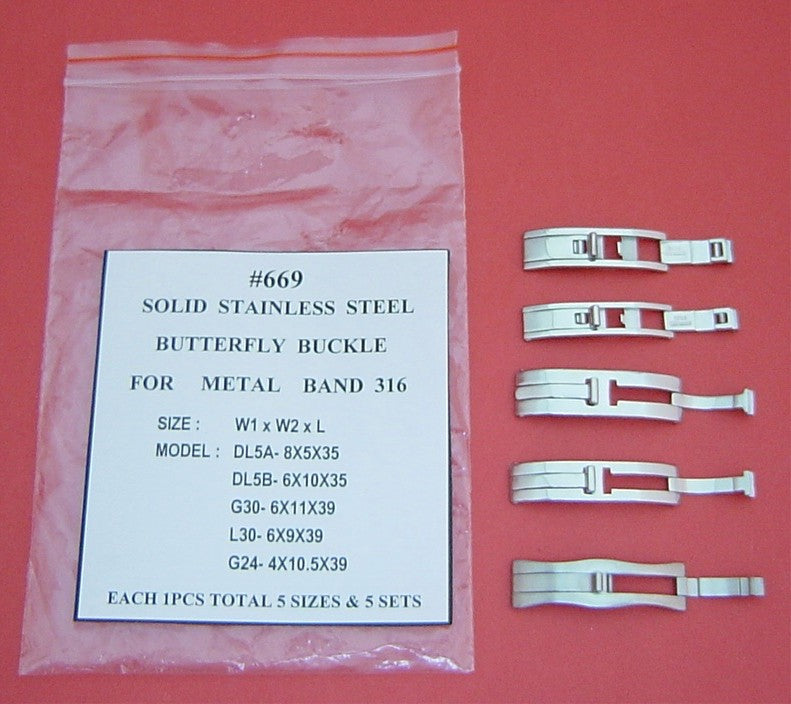 #669
SOLID STAINLESS STEEL
BUTTERFLY BUCKLE
FOR METAL BAND 316
SIZE : W1 x W2 x L
MODEL : DL5A- 8X5X35
DL5B- 6X10X35
G30- 6X11X39
L30- 6X9X39
G24- 4X10.5X39
EACH 1PCS TOTAL 5 SIZES & 5 SETS